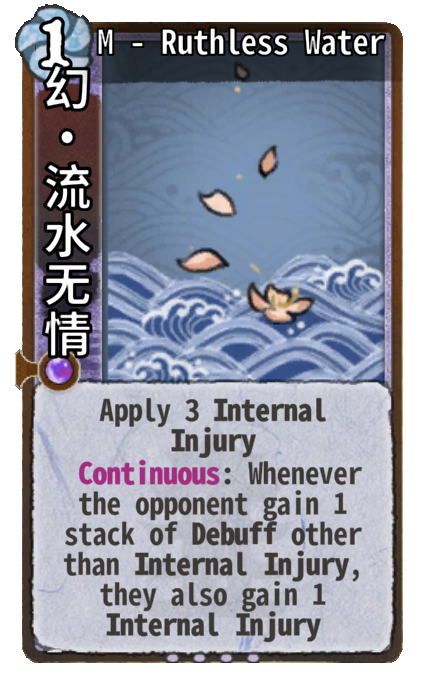 1
M - Ruthless Water
幻・流水无情
Apply 3 Internal
Injury
Continuous: Whenever
the opponent gain 1
stack of Debuff other
than Internal Injury,
they also gain 1
Internal Injury